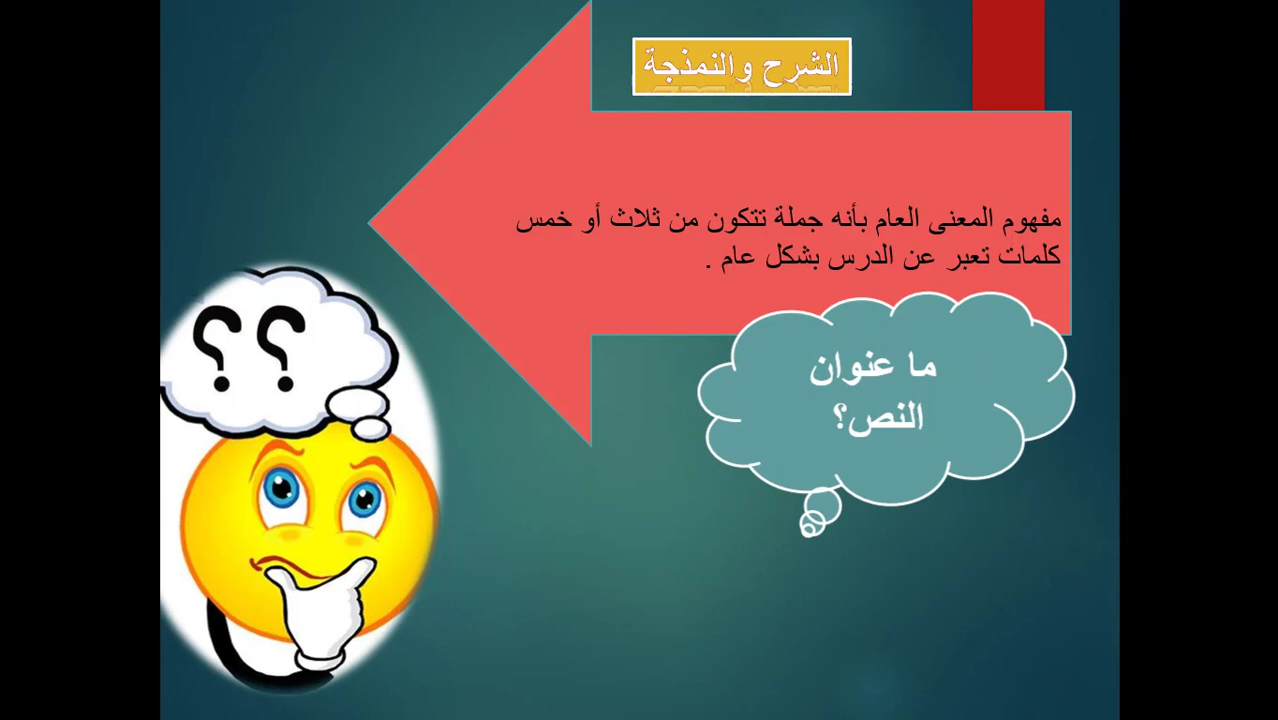 الشرح والنمذجة
مفهوم المعنى العام بأنه جملة تتكون من ثلاث أو خمس
كلمات تعبر عن الدرس بشكل عام .
؟؟
ما عنوان
النص؟